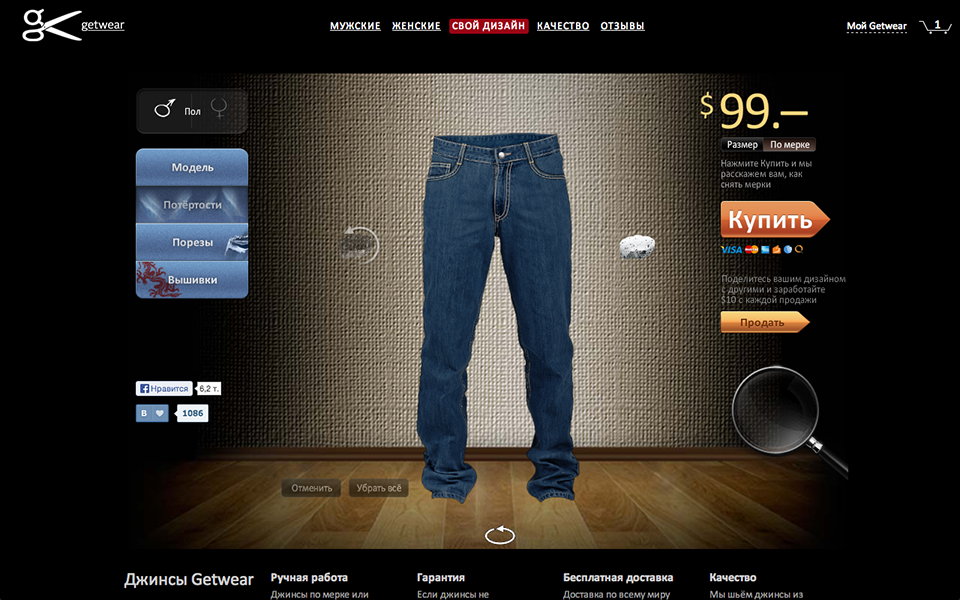 getwear
МУЖСКИЕ ЖЕНСКИЕ СВОЙ ДИЗАЙН КАЧЕСТВО ОТЗЫВЫ
Мой Getwear 1
Пол
Модель
Потёртости
Порезы
Вышивки
Нравится 6,2 т.
В 1086
$99.—
Размер По мерке
Нажмите Купить и мы
расскажем вам, как
снять мерки
Купить
VISA
Поделитесь вашим дизайном
с другими и заработайте
$10 с каждой продажи
Продать
Отменить Убрать всё
Джинсы Getwear
Ручная работа
Джинсы по мерке или
Гарантия
Если джинсы не
Бесплатная доставка
Доставка по всему миру
Качество
Мы шьём джинсы из